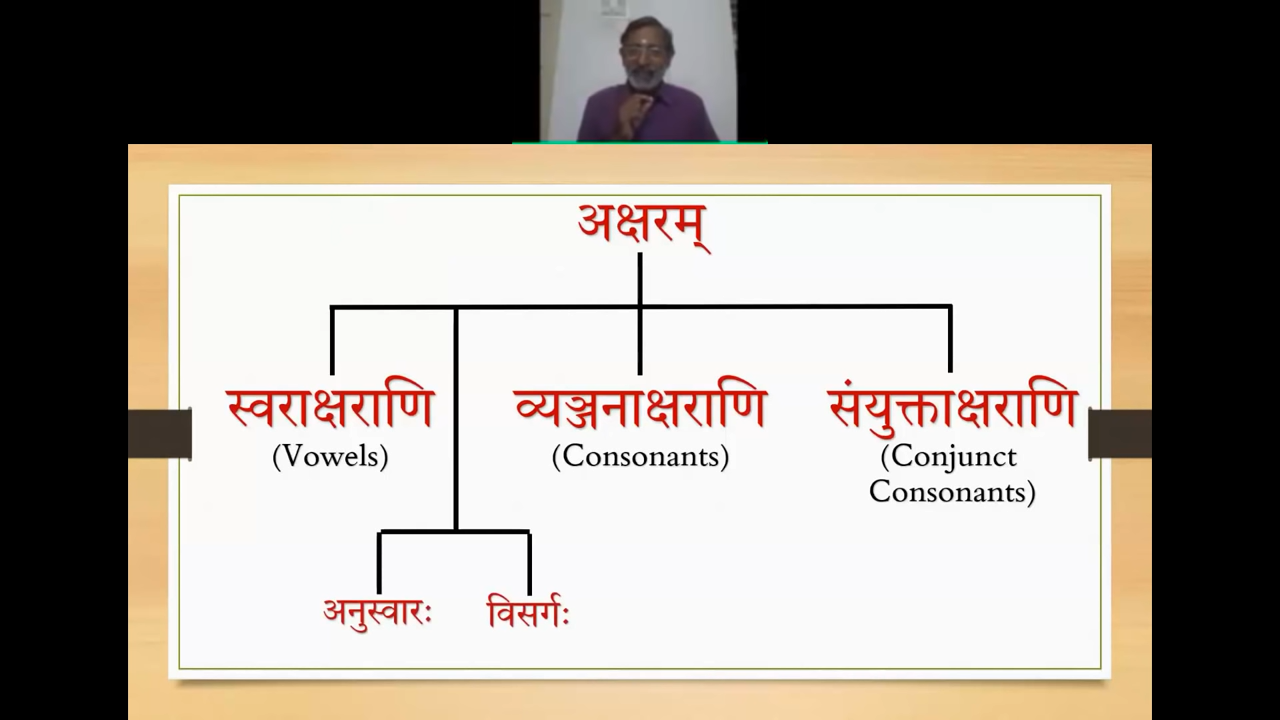 अक्षरम्
स्वराक्षराणि
(Vowels)
व्यञ्जनाक्षराणि
(Consonants)
संयुक्ताक्षराणि
(Conjunct
Consonants)
अनुस्वारः
विसर्गः